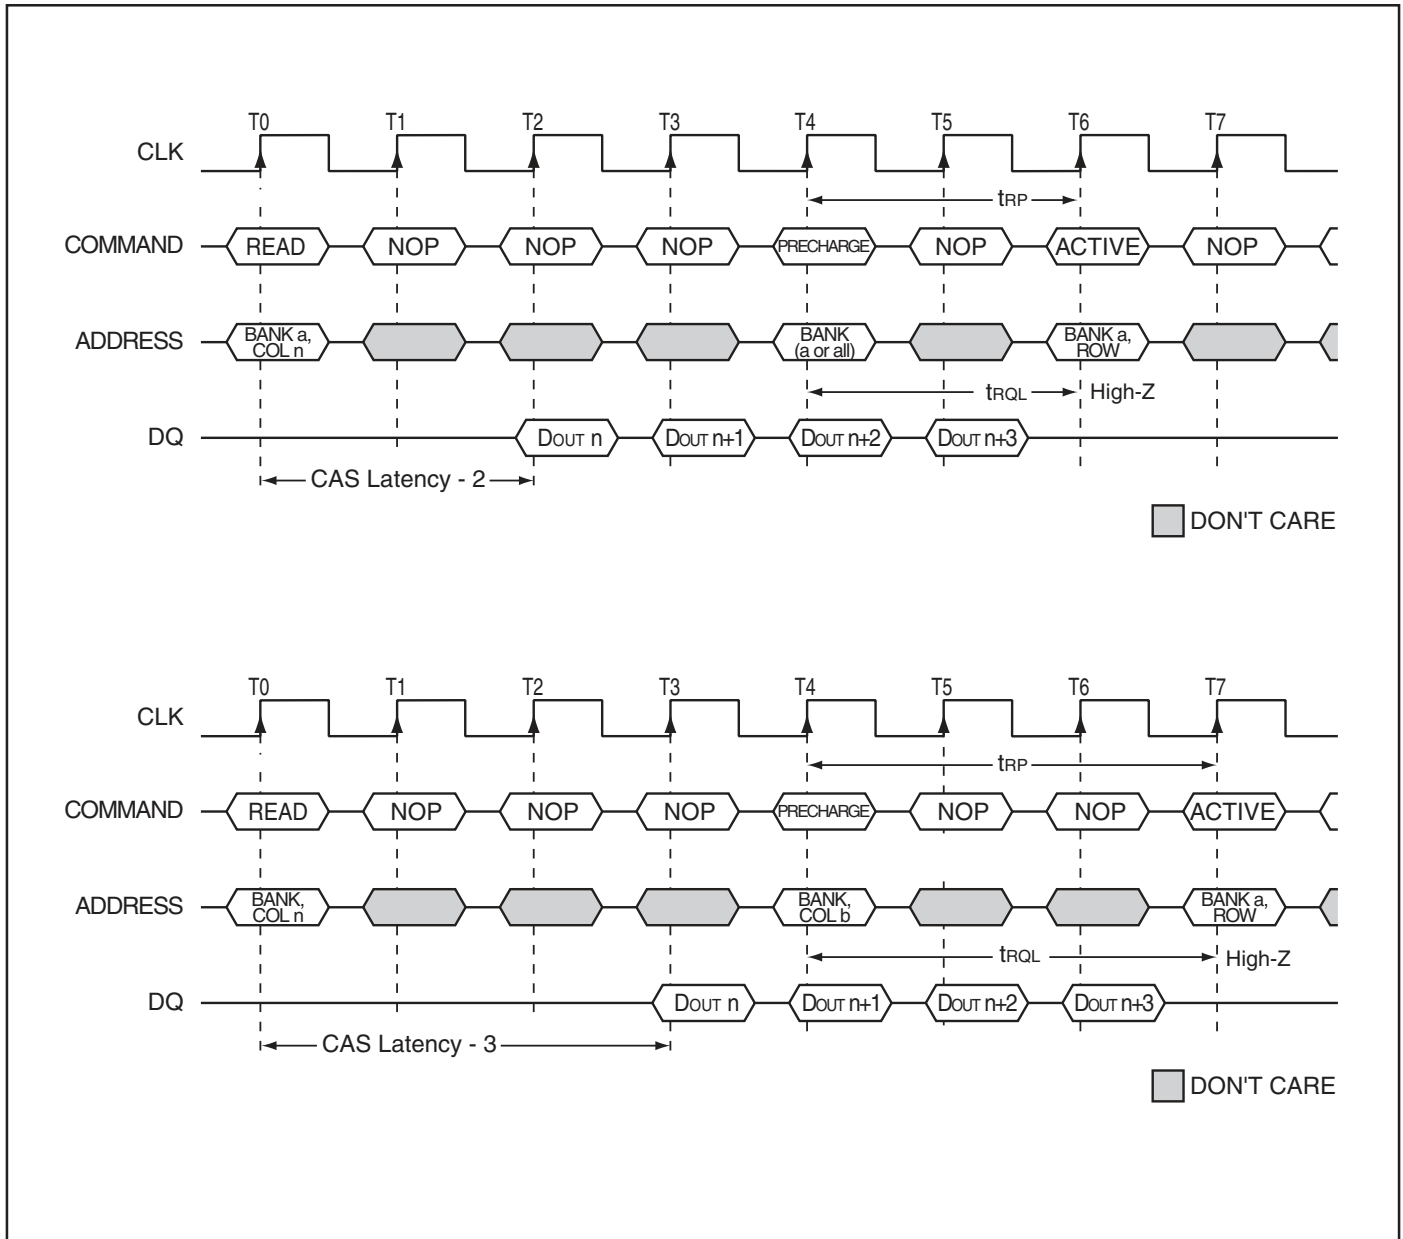 T0 T1 T2 T3 T4 T5 T6 T7
CLK
tRP
COMMAND READ NOP NOP NOP PRECHARGE NOP ACTIVE NOP
ADDRESS BANK a, COL n BANK (a or all) BANK a, ROW
tRQL High-Z
DQ DOUT n DOUT n+1 DOUT n+2 DOUT n+3
CAS Latency - 2
DON'T CARE
T0 T1 T2 T3 T4 T5 T6 T7
CLK
tRP
COMMAND READ NOP NOP NOP PRECHARGE NOP NOP ACTIVE
ADDRESS BANK, COL n BANK, COL b BANK a, ROW
tRQL High-Z
DQ DOUT n DOUT n+1 DOUT n+2 DOUT n+3
CAS Latency - 3
DON'T CARE